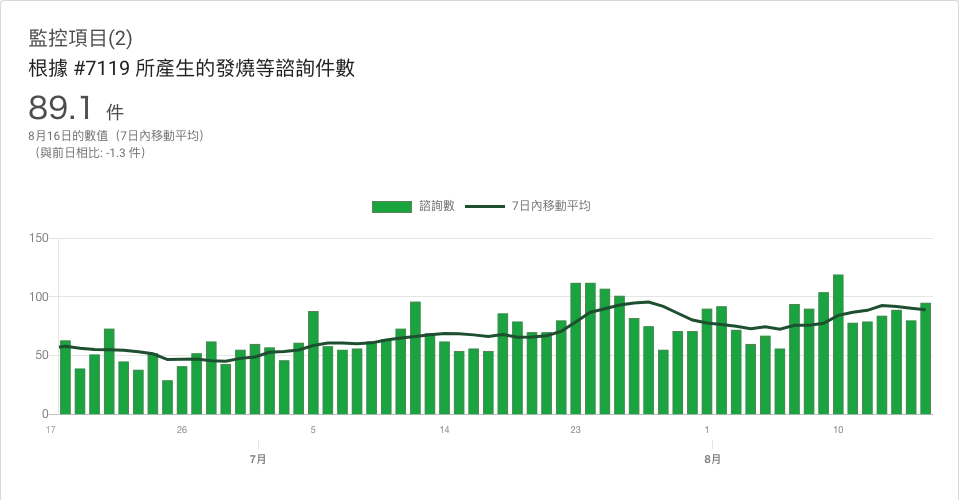 監控項目(2)
根據 #7119 所產生的發燒等諮詢件數
89.1 件
8月16日的數值（7日內移動平均）
（與前日相比: -1.3 件）
諮詢數 7日內移動平均
150
100
50
0
17 26 5 14 23 1 10
7月 8月